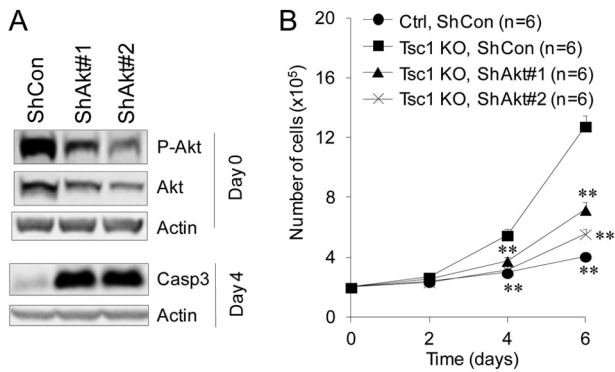 A
ShCon
ShAkt#1
ShAkt#2
P-Akt
Akt
Actin
Day 0
Casp3
Actin
Day 4
B
Ctrl, ShCon (n=6)
Tsc1 KO, ShCon (n=6)
Tsc1 KO, ShAkt#1 (n=6)
Tsc1 KO, ShAkt#2 (n=6)
Number of cells (x10⁵)
20
16
12
8
4
0
**
**
**
**
**
0
2
4
6
Time (days)